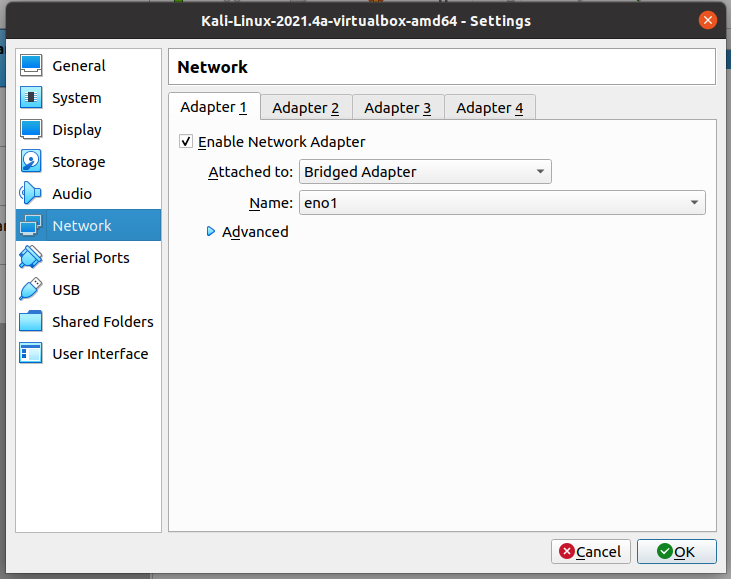 Kali-Linux-2021.4a-virtualbox-amd64 - Settings
General
System
Display
Storage
Audio
Network
Serial Ports
USB
Shared Folders
User Interface
Network
Adapter 1 Adapter 2 Adapter 3 Adapter 4
Enable Network Adapter
Attached to: Bridged Adapter
Name: eno1
Advanced
Cancel OK